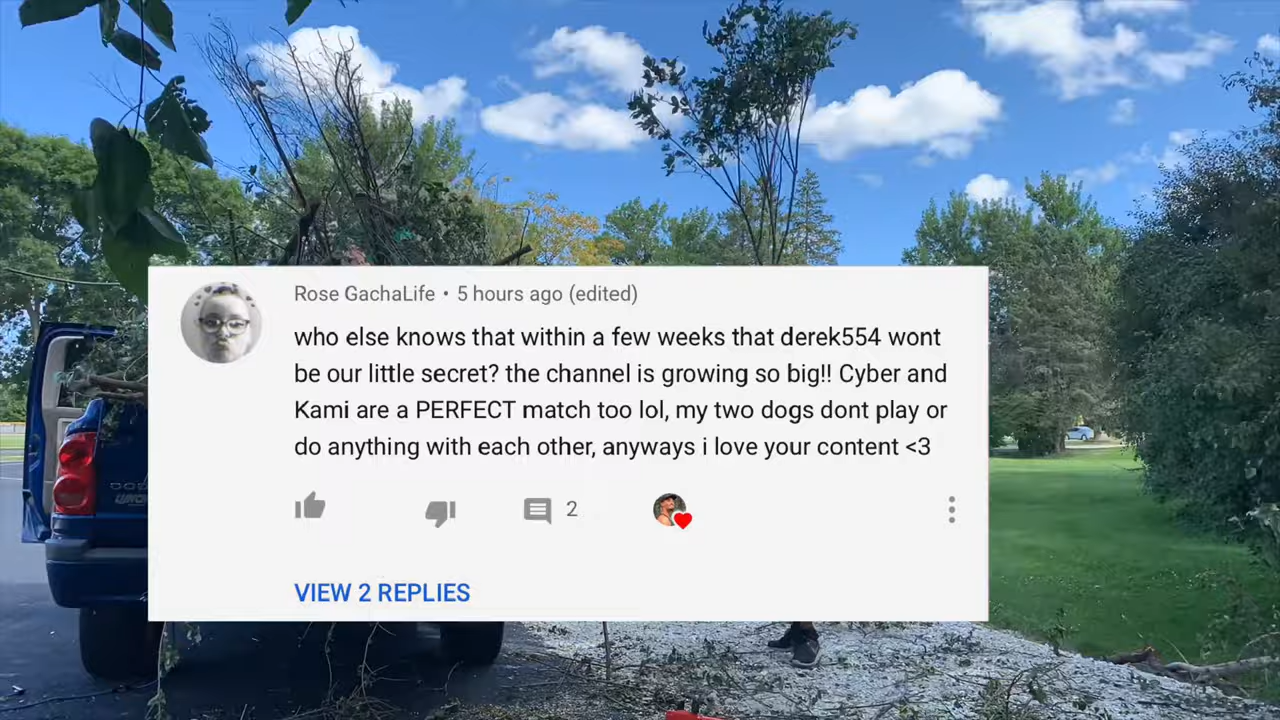 Rose GachaLife • 5 hours ago (edited)
who else knows that within a few weeks that derek554 wont
be our little secret? the channel is growing so big!! Cyber and
Kami are a PERFECT match too lol, my two dogs dont play or
do anything with each other, anyways i love your content <3
2
VIEW 2 REPLIES
DODGE